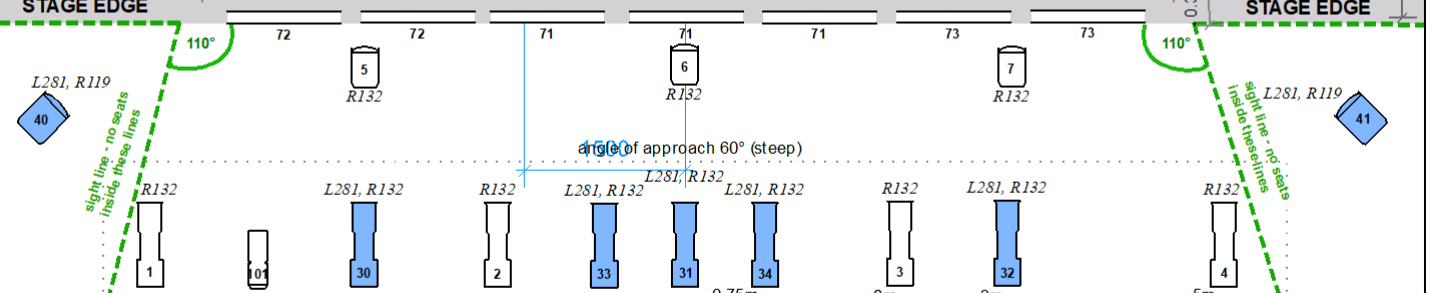 STAGE EDGE
STAGE EDGE
72 72 71 71 71 73 73
110° 110°
5 6 7
R132 R132 R132
L281, R119 L281, R119
40 41
sight line - no seats
inside these lines
sight line - no seats
inside these lines
angle of approach 60° (steep)
1500
R132 L281, R132 R132 L281, R132 L281, R132 L281, R132 R132 L281, R132 R132
1 101 30 2 33 31 34 3 32 4
0.75m